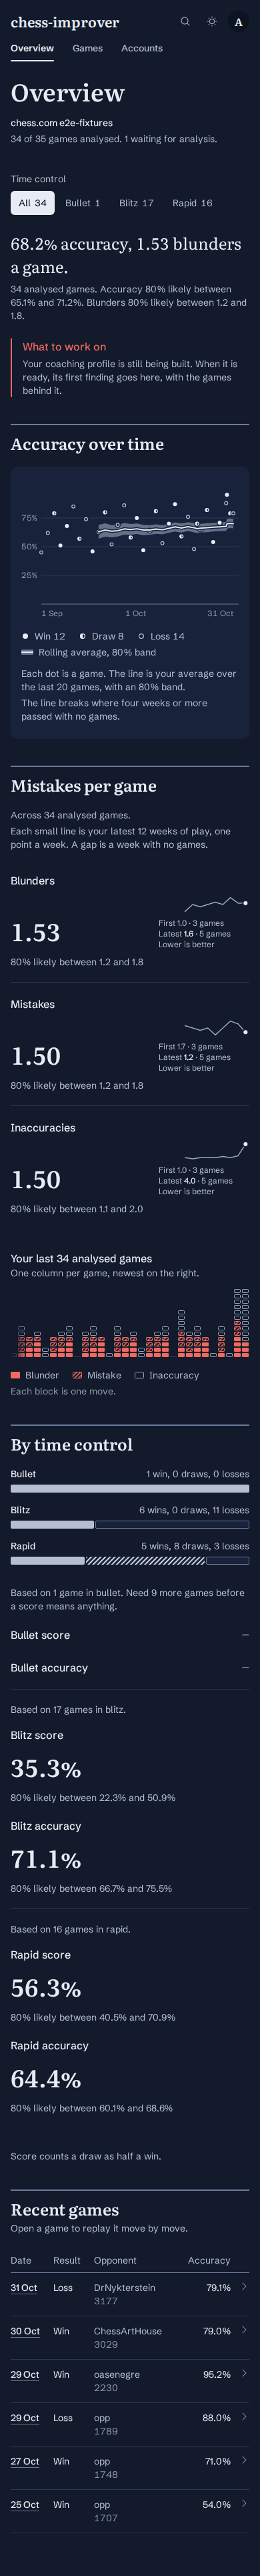 chess-improver
A
Overview Games Accounts
Overview
chess.com e2e-fixtures
34 of 35 games analysed. 1 waiting for analysis.
Time control
All 34 Bullet 1 Blitz 17 Rapid 16
68.2% accuracy, 1.53 blunders
a game.
34 analysed games. Accuracy 80% likely between
65.1% and 71.2%. Blunders 80% likely between 1.2 and
1.8.
What to work on
Your coaching profile is still being built. When it is
ready, its first finding goes here, with the games
behind it.
Accuracy over time
75%
50%
25%
1 Sep 1 Oct 31 Oct
Win 12 Draw 8 Loss 14
Rolling average, 80% band
Each dot is a game. The line is your average over
the last 20 games, with an 80% band.
The line breaks where four weeks or more
passed with no games.
Mistakes per game
Across 34 analysed games.
Each small line is your latest 12 weeks of play, one
point a week. A gap is a week with no games.
Blunders
1.53
80% likely between 1.2 and 1.8
First 1.0 · 3 games
Latest 1.6 · 5 games
Lower is better
Mistakes
1.50
80% likely between 1.2 and 1.8
First 1.7 · 3 games
Latest 1.2 · 5 games
Lower is better
Inaccuracies
1.50
80% likely between 1.1 and 2.0
First 1.0 · 3 games
Latest 4.0 · 5 games
Lower is better
Your last 34 analysed games
One column per game, newest on the right.
Blunder Mistake Inaccuracy
Each block is one move.
By time control
Bullet 1 win, 0 draws, 0 losses
Blitz 6 wins, 0 draws, 11 losses
Rapid 5 wins, 8 draws, 3 losses
Based on 1 game in bullet. Need 9 more games before
a score means anything.
Bullet score –
Bullet accuracy –
Based on 17 games in blitz.
Blitz score
35.3%
80% likely between 22.3% and 50.9%
Blitz accuracy
71.1%
80% likely between 66.7% and 75.5%
Based on 16 games in rapid.
Rapid score
56.3%
80% likely between 40.5% and 70.9%
Rapid accuracy
64.4%
80% likely between 60.1% and 68.6%
Score counts a draw as half a win.
Recent games
Open a game to replay it move by move.
Date Result Opponent Accuracy
31 Oct Loss DrNykterstein 79.1%
3177
30 Oct Win ChessArtHouse 79.0%
3029
29 Oct Win oasenegre 95.2%
2230
29 Oct Loss opp 88.0%
1789
27 Oct Win opp 71.0%
1748
25 Oct Win opp 54.0%
1707